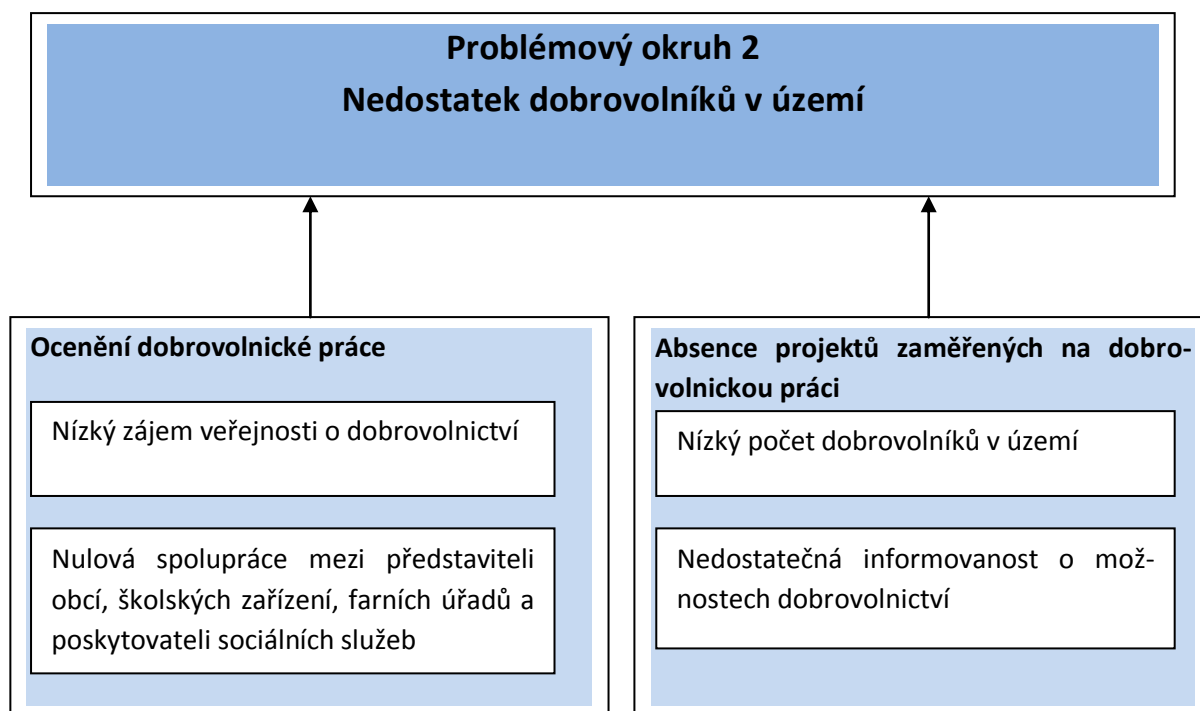 Problémový okruh 2
Nedostatek dobrovolníků v území
Ocenění dobrovolnické práce
Nízký zájem veřejnosti o dobrovolnictví
Nulová spolupráce mezi představiteli
obcí, školských zařízení, farních úřadů a
poskytovateli sociálních služeb
Absence projektů zaměřených na dobro-
volnickou práci
Nízký počet dobrovolníků v území
Nedostatečná informovanost o mož-
nostech dobrovolnictví